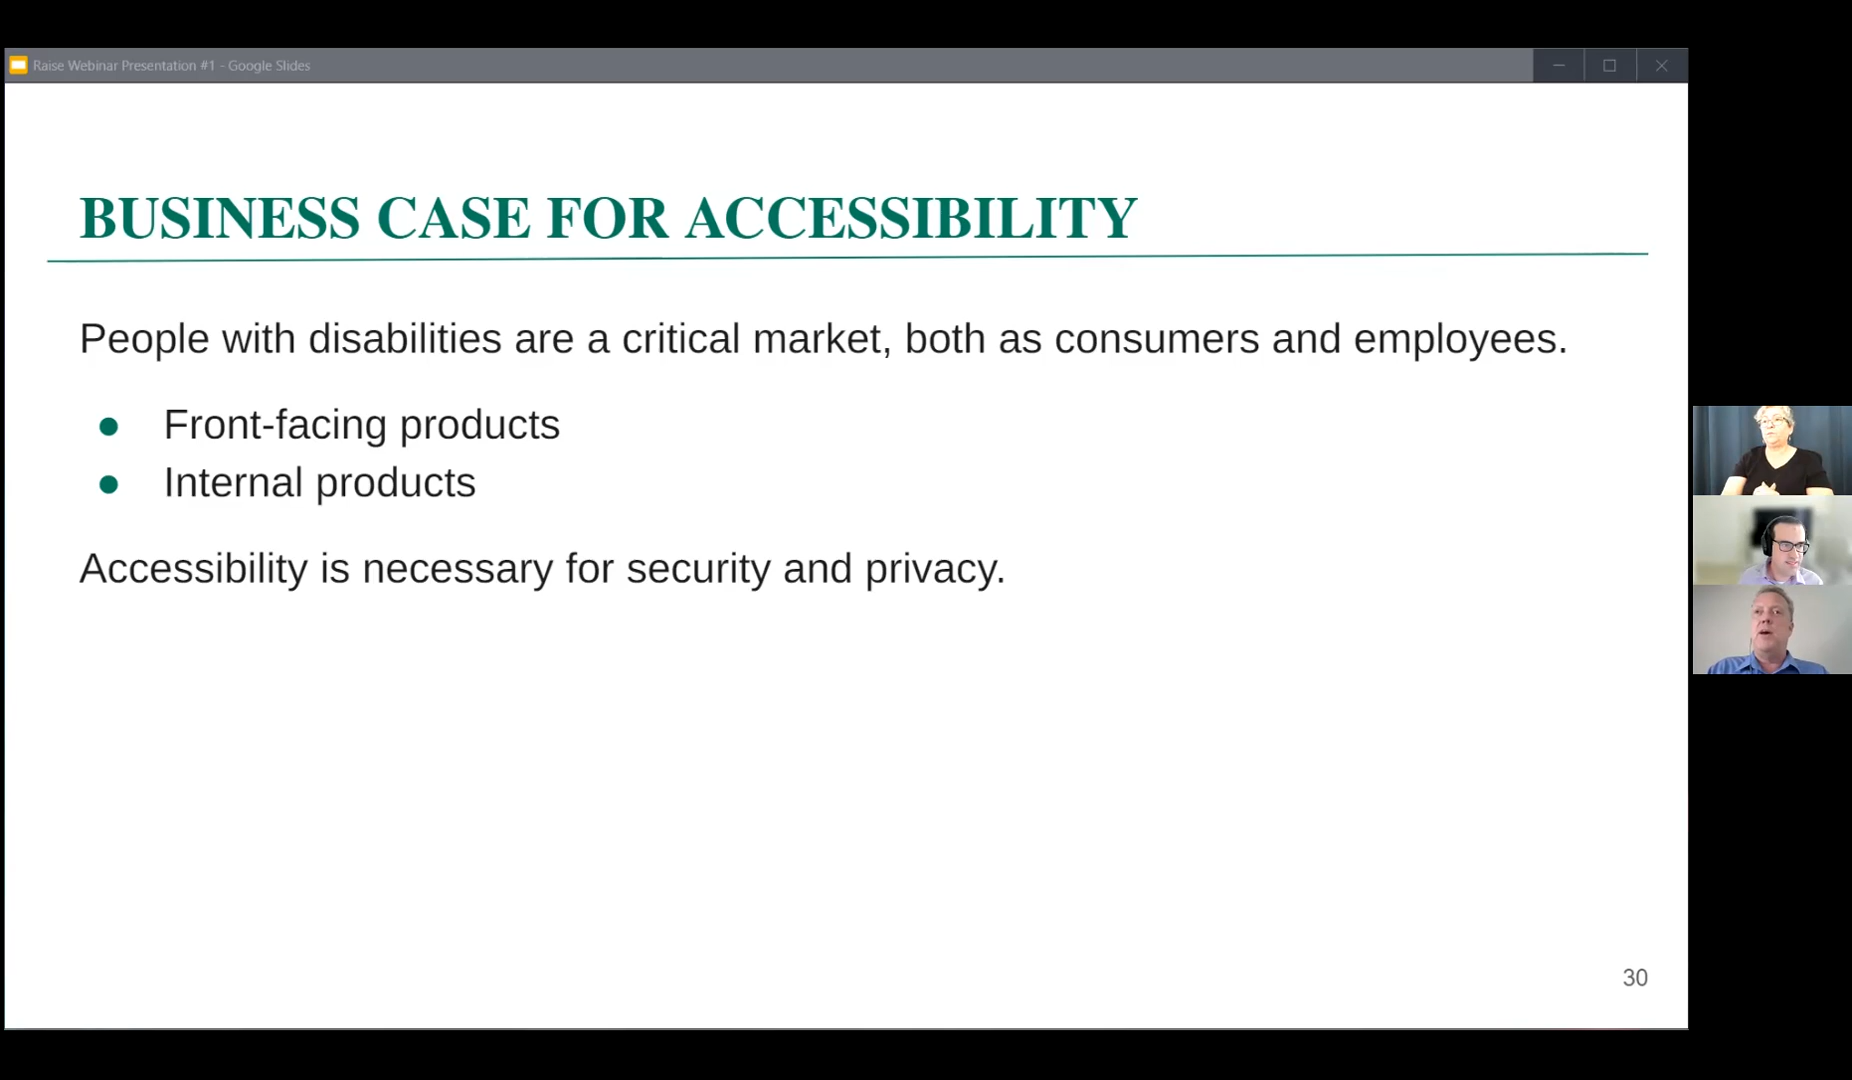 Raise Webinar Presentation #1 - Google Slides
BUSINESS CASE FOR ACCESSIBILITY
People with disabilities are a critical market, both as consumers and employees.
● Front-facing products
● Internal products
Accessibility is necessary for security and privacy.
30